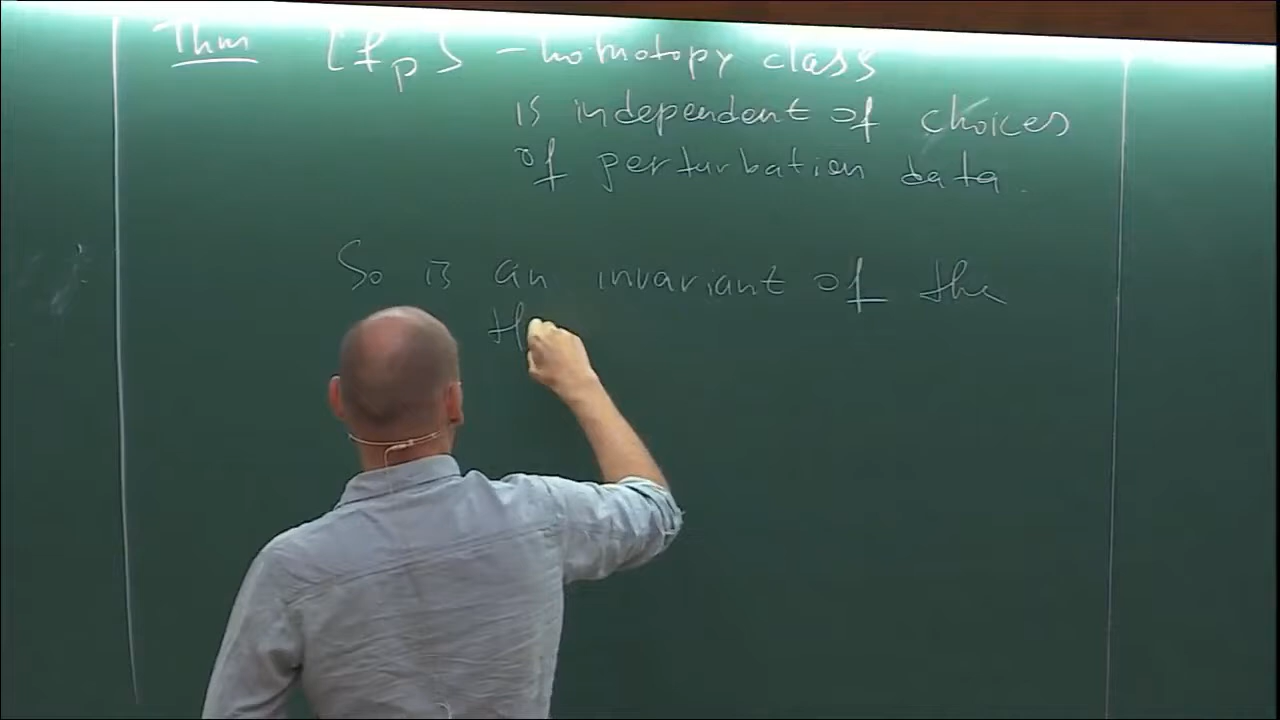 Thm [f_p] - homotopy class
is independent of choices
of perturbation data.
So is an invariant of the